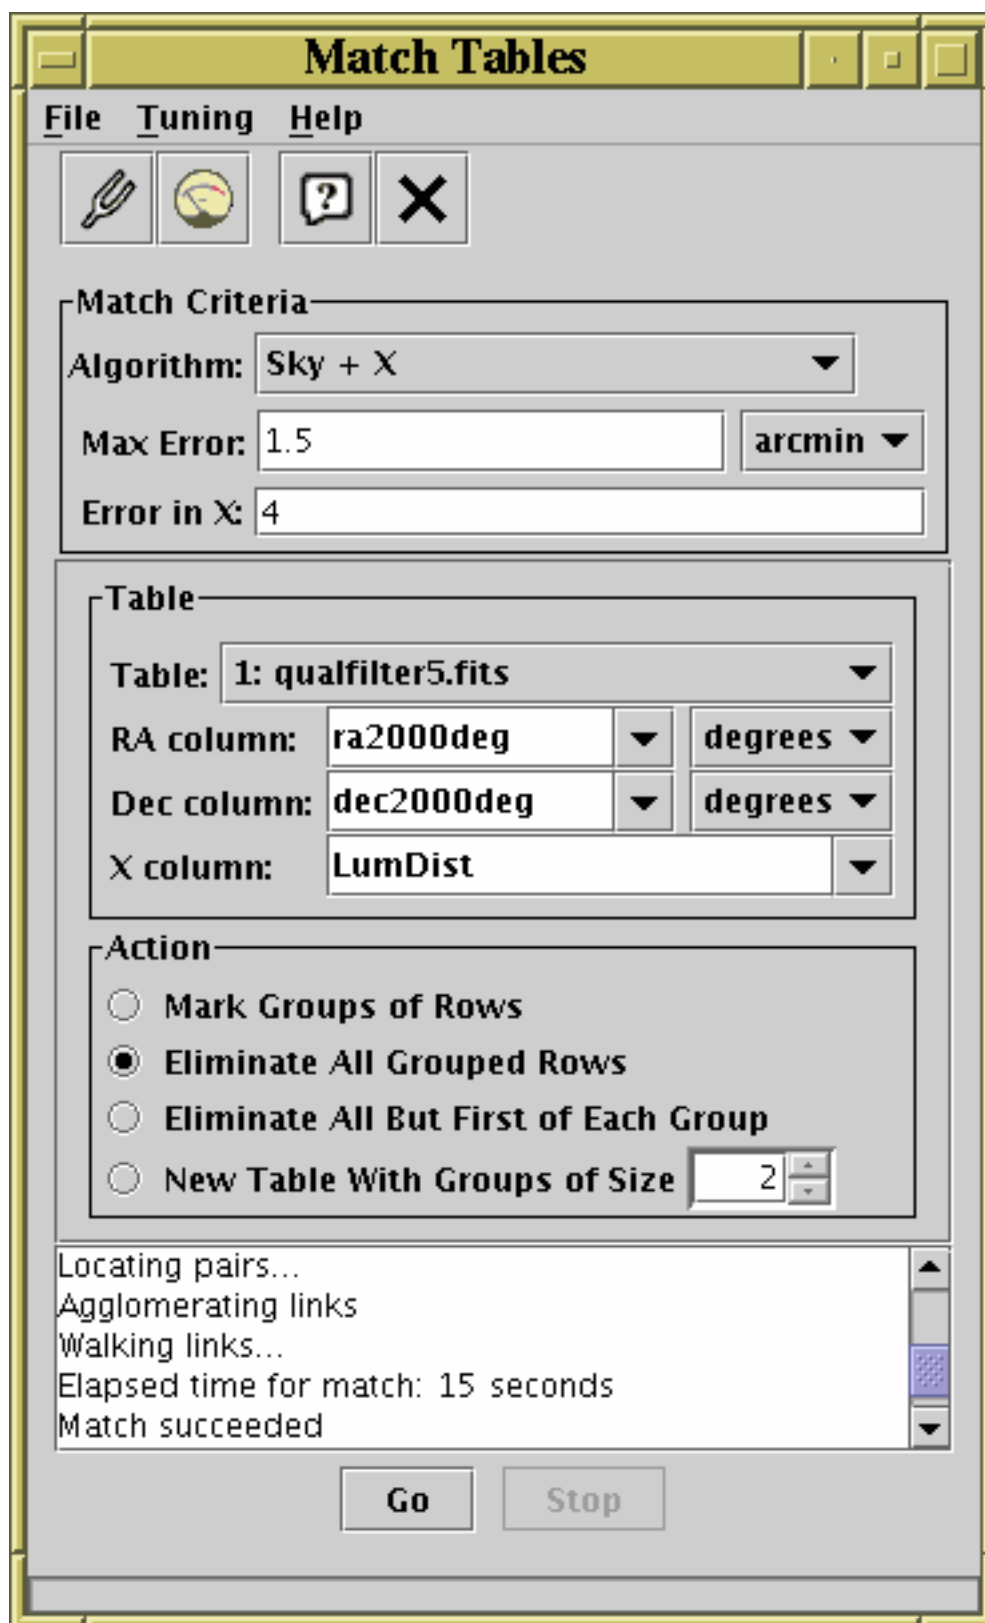 Match Tables
File Tuning Help
?
Match Criteria
Algorithm: Sky + X
Max Error: 1.5 arcmin
Error in X: 4
Table
Table: 1: qualfilter5.fits
RA column: ra2000deg degrees
Dec column: dec2000deg degrees
X column: LumDist
Action
Mark Groups of Rows
Eliminate All Grouped Rows
Eliminate All But First of Each Group
New Table With Groups of Size 2
Locating pairs...
Agglomerating links
Walking links...
Elapsed time for match: 15 seconds
Match succeeded
Go Stop